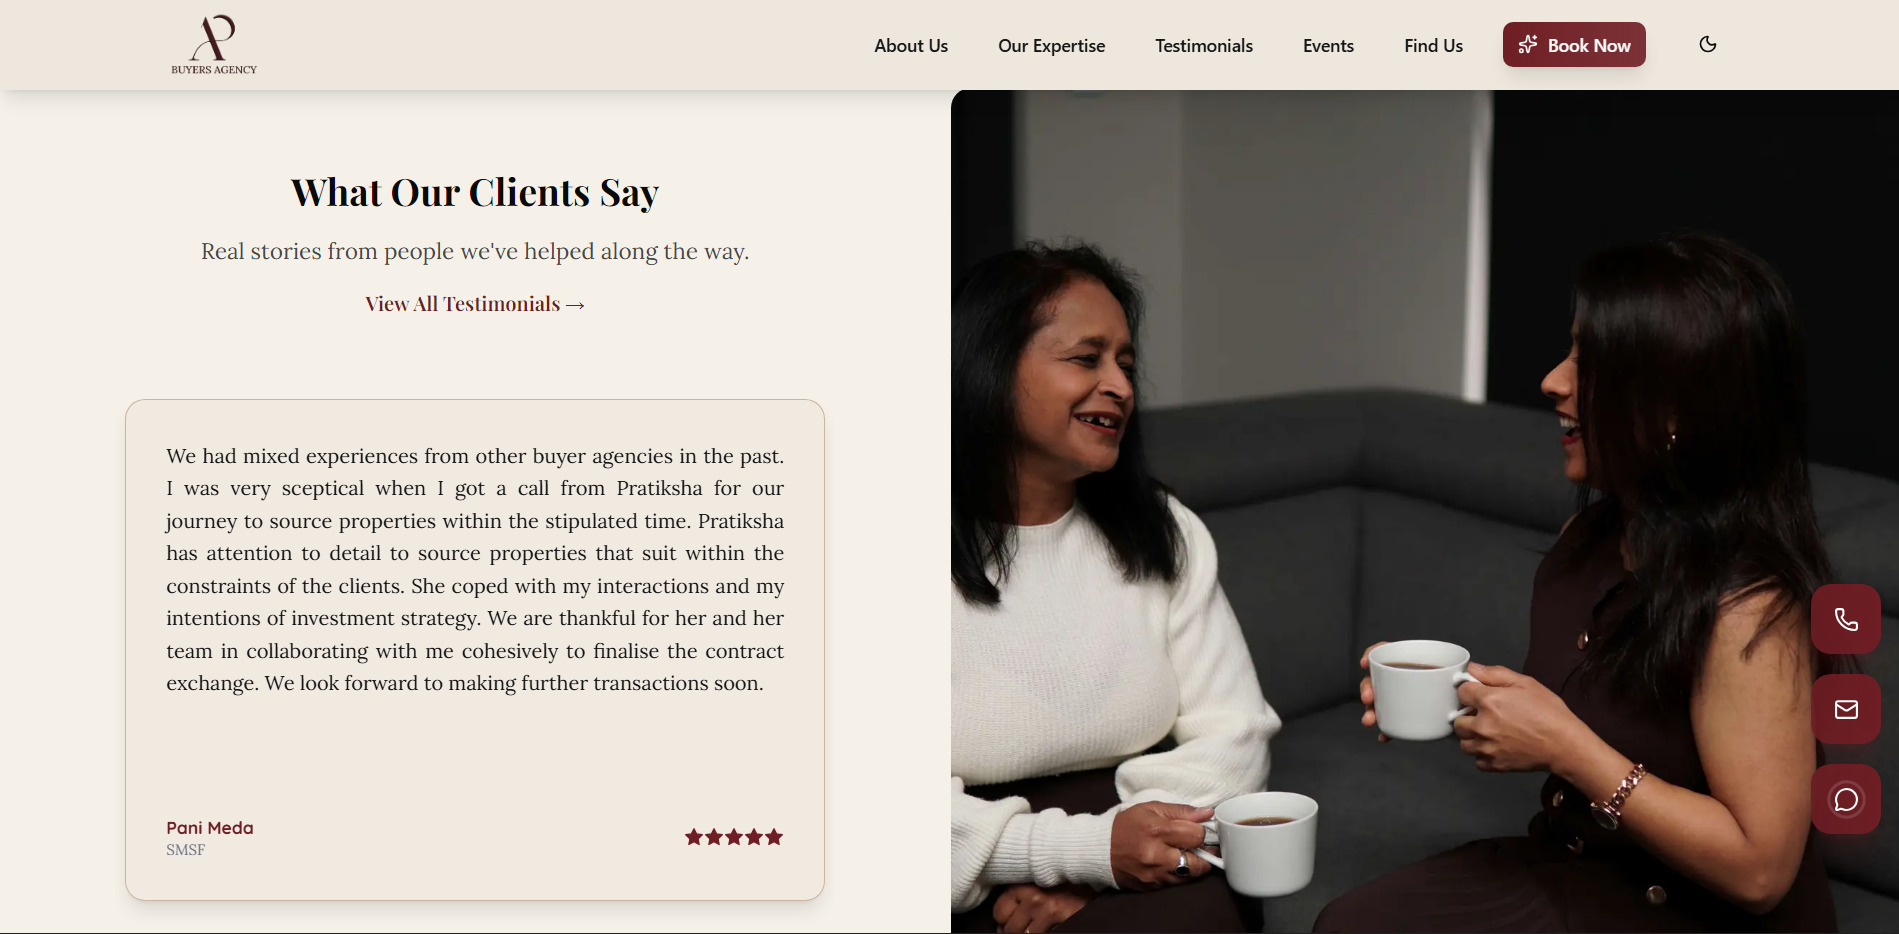 AP
BUYERS AGENCY
About Us
Our Expertise
Testimonials
Events
Find Us
Book Now
What Our Clients Say
Real stories from people we've helped along the way.
View All Testimonials →
We had mixed experiences from other buyer agencies in the past.
I was very sceptical when I got a call from Pratiksha for our
journey to source properties within the stipulated time. Pratiksha
has attention to detail to source properties that suit within the
constraints of the clients. She coped with my interactions and my
intentions of investment strategy. We are thankful for her and her
team in collaborating with me cohesively to finalise the contract
exchange. We look forward to making further transactions soon.
Pani Meda
SMSF